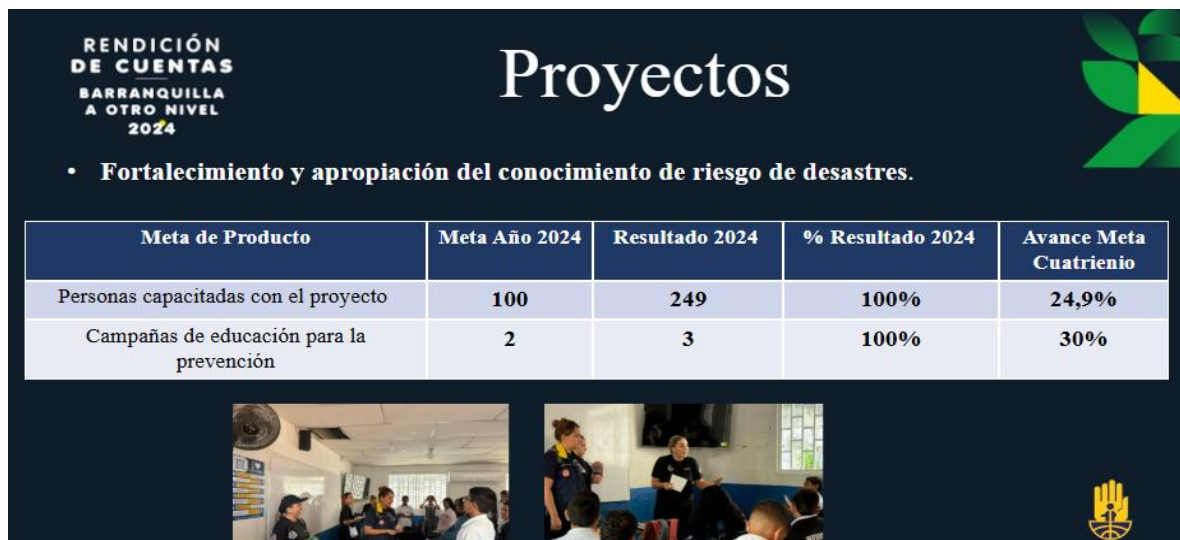 RENDICIÓN
DE CUENTAS
BARRANQUILLA
A OTRO NIVEL
2024
Proyectos
• Fortalecimiento y apropiación del conocimiento de riesgo de desastres.
Meta de Producto Meta Año 2024 Resultado 2024 % Resultado 2024 Avance Meta
Cuatrienio
Personas capacitadas con el proyecto 100 249 100% 24,9%
Campañas de educación para la 2 3 100% 30%
prevención